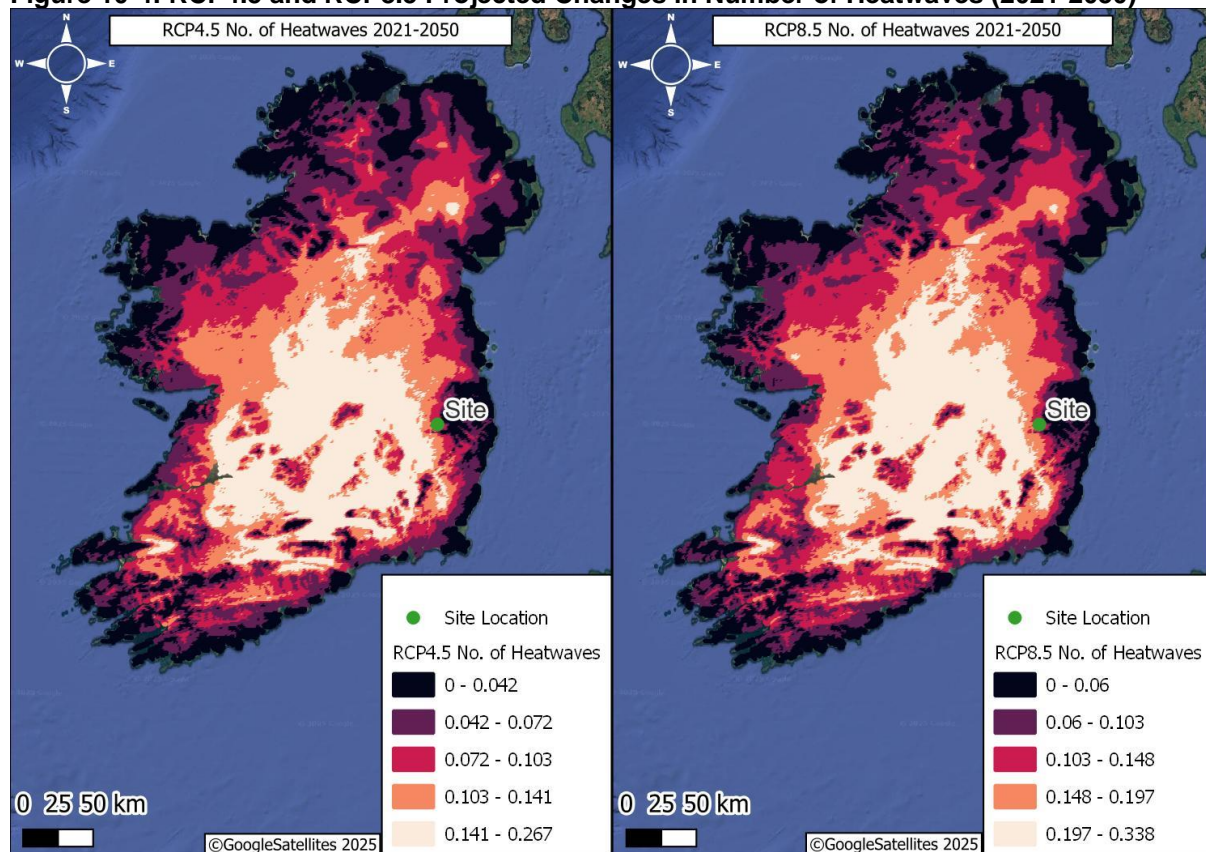 RCP4.5 No. of Heatwaves 2021-2050
N
W E
S
Site
Site Location
RCP4.5 No. of Heatwaves
0 - 0.042
0.042 - 0.072
0.072 - 0.103
0.103 - 0.141
0.141 - 0.267
0 25 50 km
©GoogleSatellites 2025
RCP8.5 No. of Heatwaves 2021-2050
N
W E
S
Site
Site Location
RCP8.5 No. of Heatwaves
0 - 0.06
0.06 - 0.103
0.103 - 0.148
0.148 - 0.197
0.197 - 0.338
0 25 50 km
©GoogleSatellites 2025